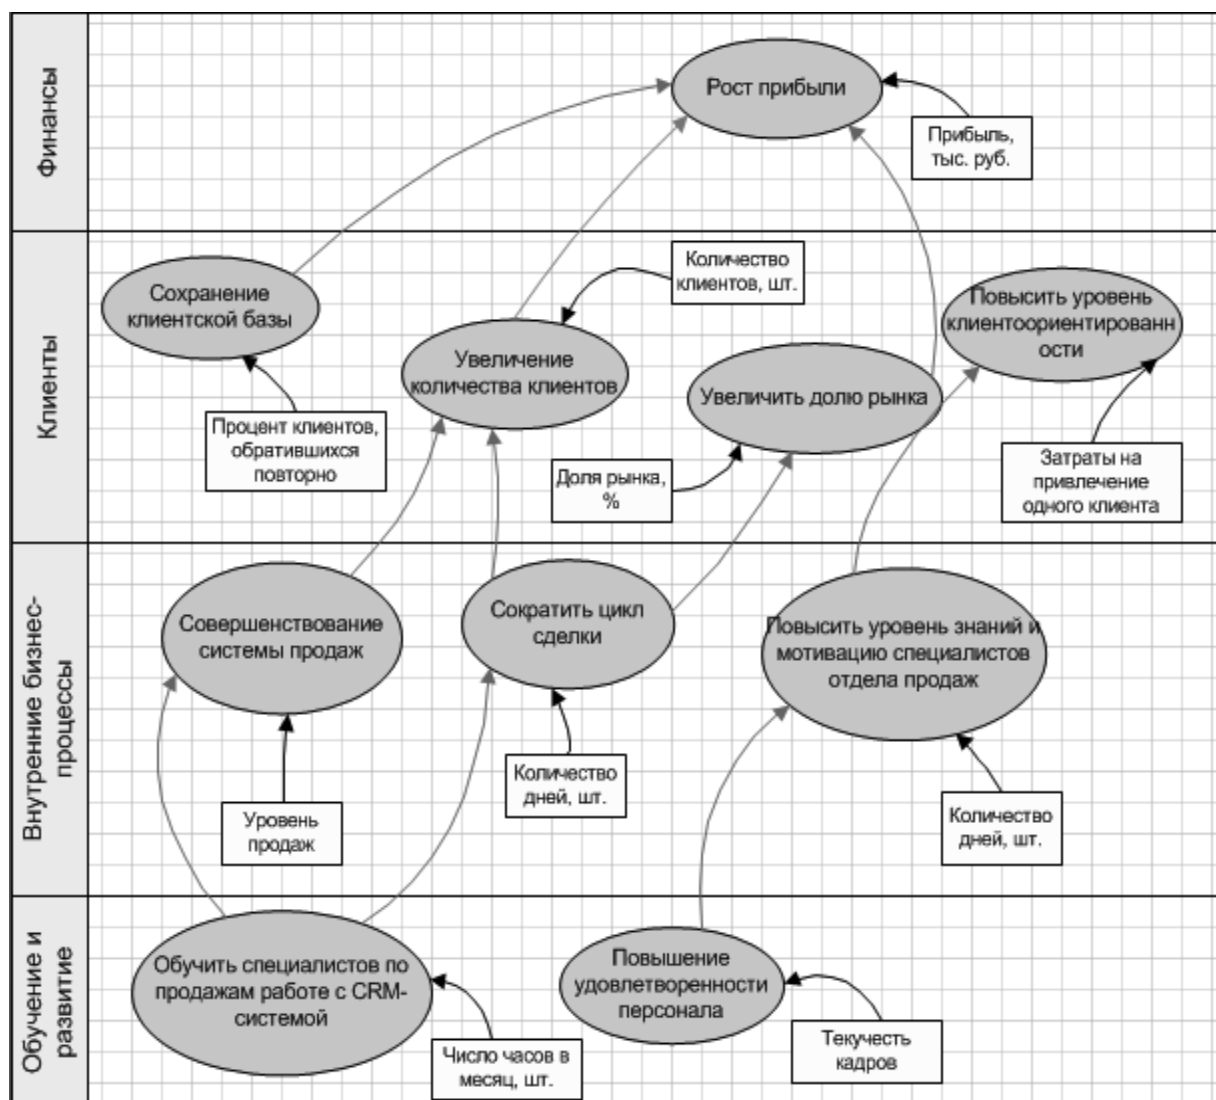 Финансы
Рост прибыли
Прибыль,
тыс. руб.
Клиенты
Сохранение
клиентской базы
Процент клиентов,
обратившихся
повторно
Увеличение
количества клиентов
Количество
клиентов, шт.
Увеличить долю рынка
Доля рынка,
%
Повысить уровень
клиентоориентированн
ости
Затраты на
привлечение
одного клиента
Внутренние бизнес-
процессы
Совершенствование
системы продаж
Уровень
продаж
Сократить цикл
сделки
Количество
дней, шт.
Повысить уровень знаний и
мотивацию специалистов
отдела продаж
Количество
дней, шт.
Обучение и
развитие
Обучить специалистов по
продажам работе с CRM-
системой
Число часов в
месяц, шт.
Повышение
удовлетворенности
персонала
Текучесть
кадров